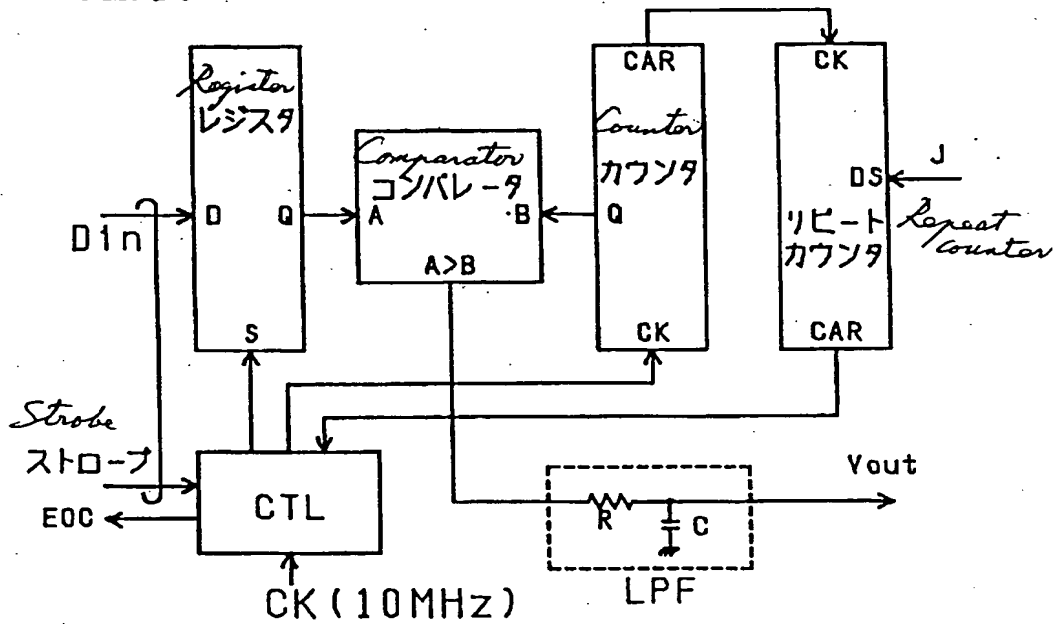 CAR
CK
Register
レジスタ
Counter
カウンタ
Comparator
コンパレータ
DS
J
D
Q
A
B
Q
Din
リピート
カウンタ
Repeat
counter
A>B
S
CK
CAR
Strobe
ストローブ
EOC
CTL
Vout
R
C
LPF
CK(10MHz)